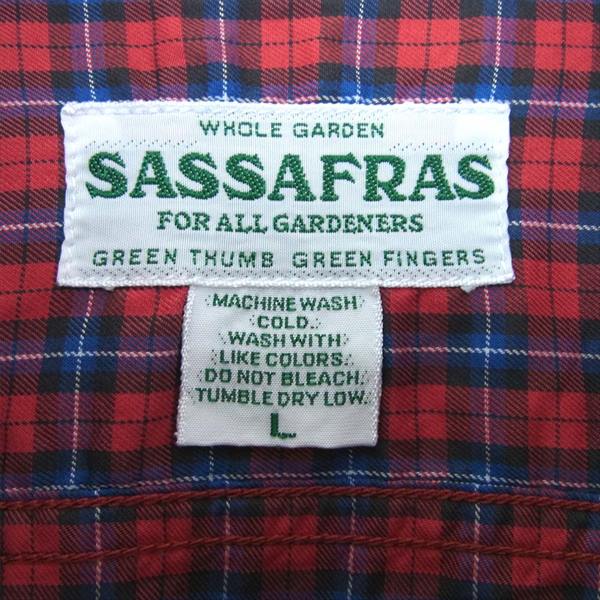 WHOLE GARDEN
SASSAFRAS
FOR ALL GARDENERS
GREEN THUMB GREEN FINGERS
MACHINE WASH
COLD.
WASH WITH
LIKE COLORS.
DO NOT BLEACH.
TUMBLE DRY LOW.
L